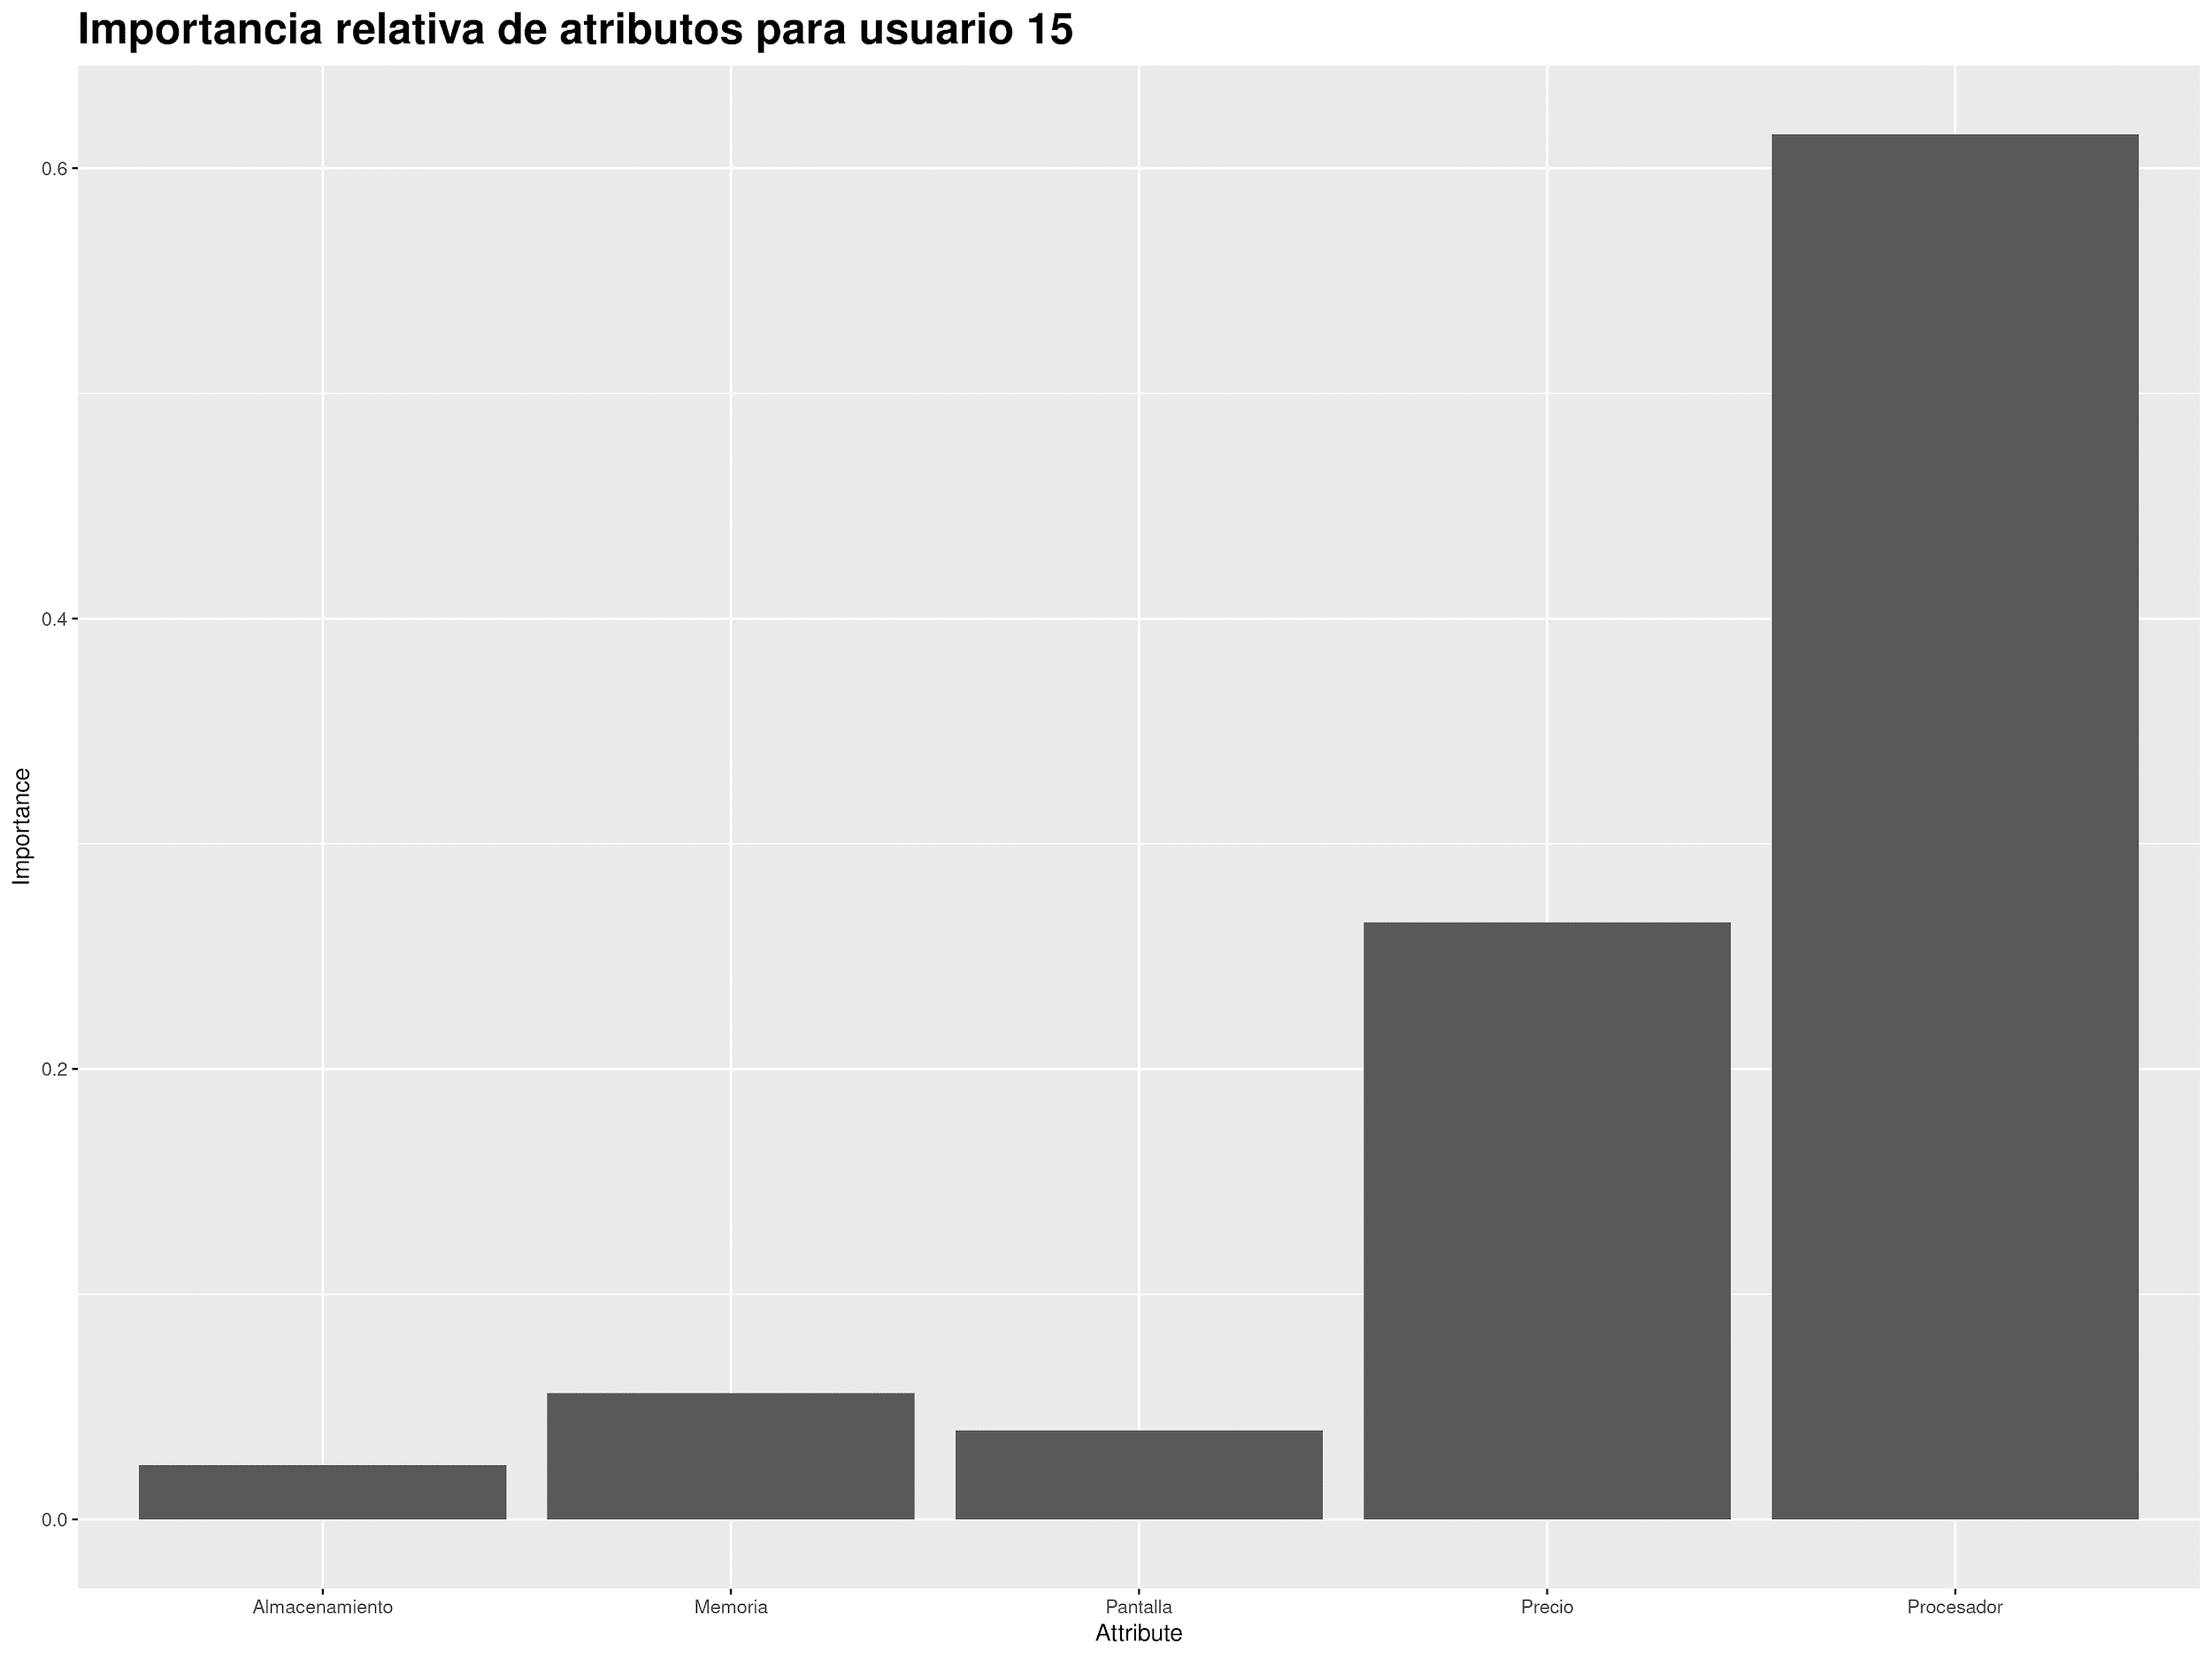 Importancia relativa de atributos para usuario 15
Importance
0.6
0.4
0.2
0.0
Almacenamiento
Memoria
Pantalla
Precio
Procesador
Attribute